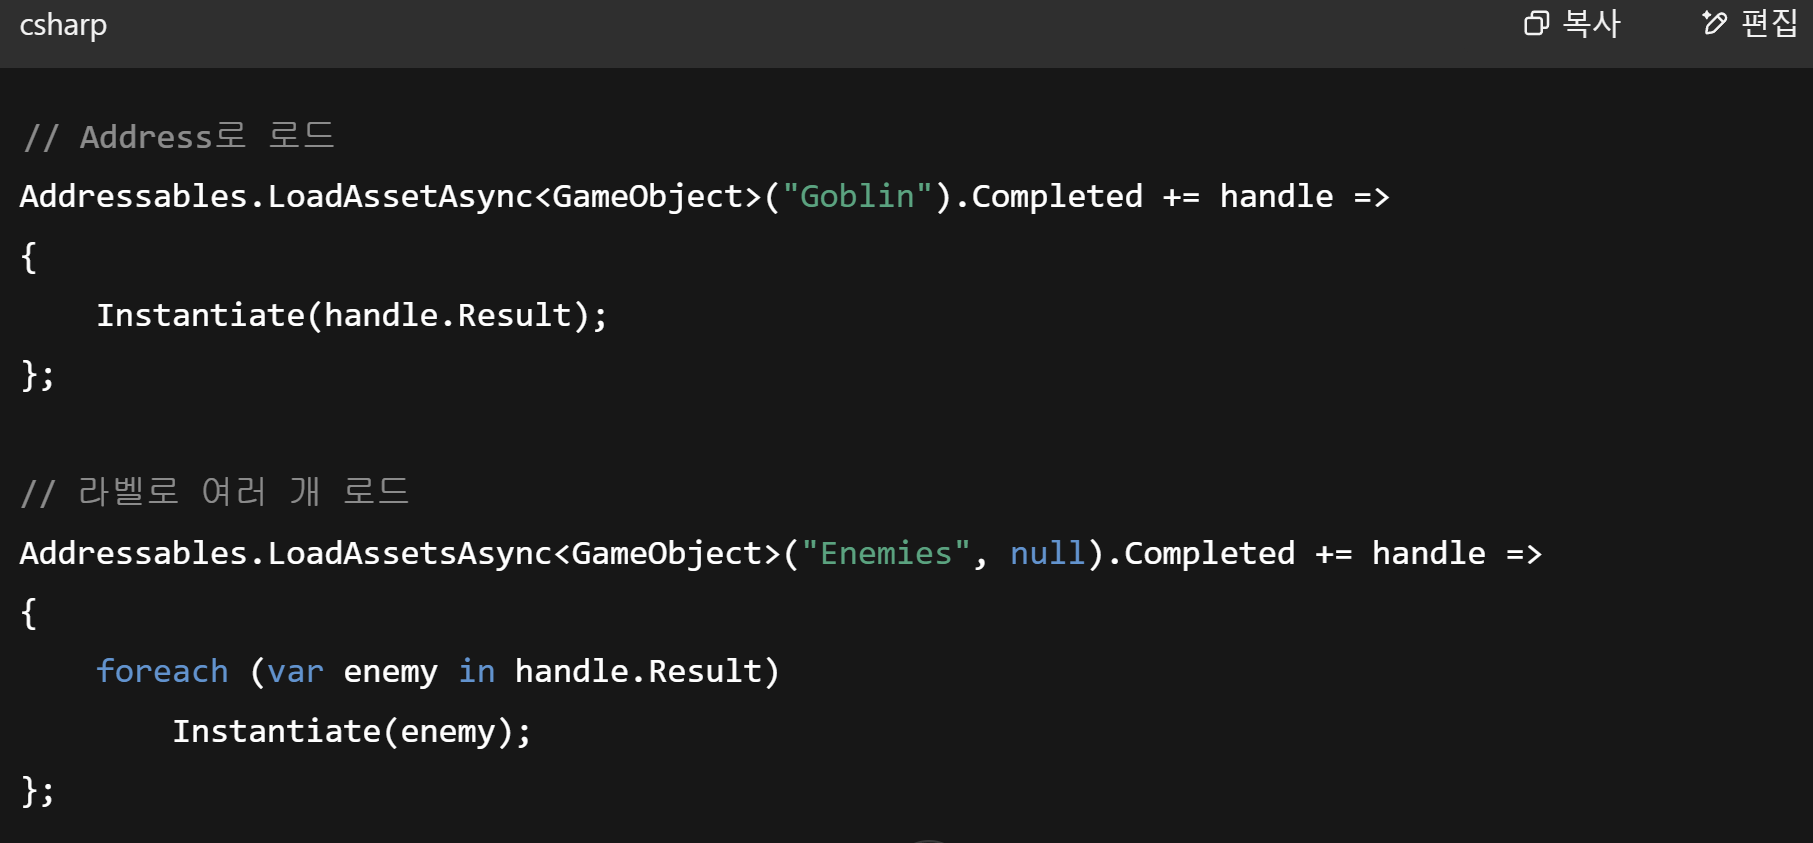 csharp
복사
편집
// Address로 로드
Addressables.LoadAssetAsync<GameObject>("Goblin").Completed += handle =>
{
    Instantiate(handle.Result);
};
// 라벨로 여러 개 로드
Addressables.LoadAssetsAsync<GameObject>("Enemies", null).Completed += handle =>
{
    foreach (var enemy in handle.Result)
        Instantiate(enemy);
};